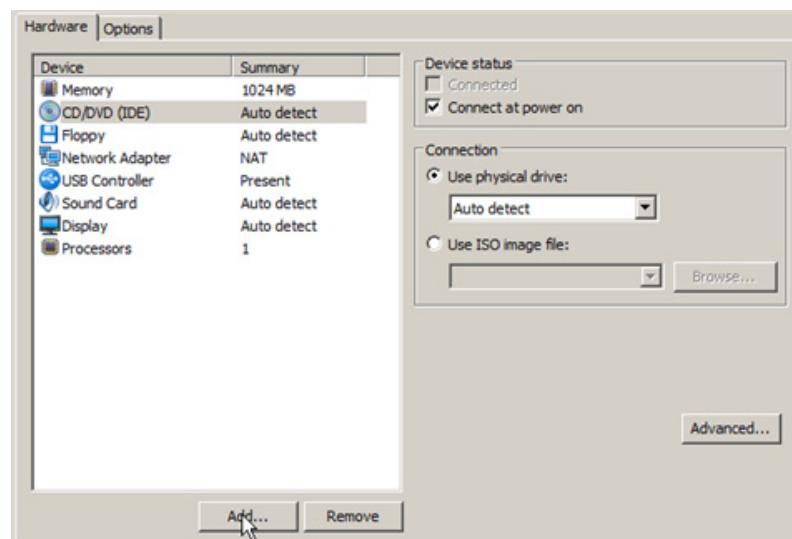 Hardware Options
Device Summary
Memory 1024 MB
CD/DVD (IDE) Auto detect
Floppy Auto detect
Network Adapter NAT
USB Controller Present
Sound Card Auto detect
Display Auto detect
Processors 1
Add... Remove
Device status
Connected
Connect at power on
Connection
Use physical drive:
Auto detect
Use ISO image file:
Browse...
Advanced...